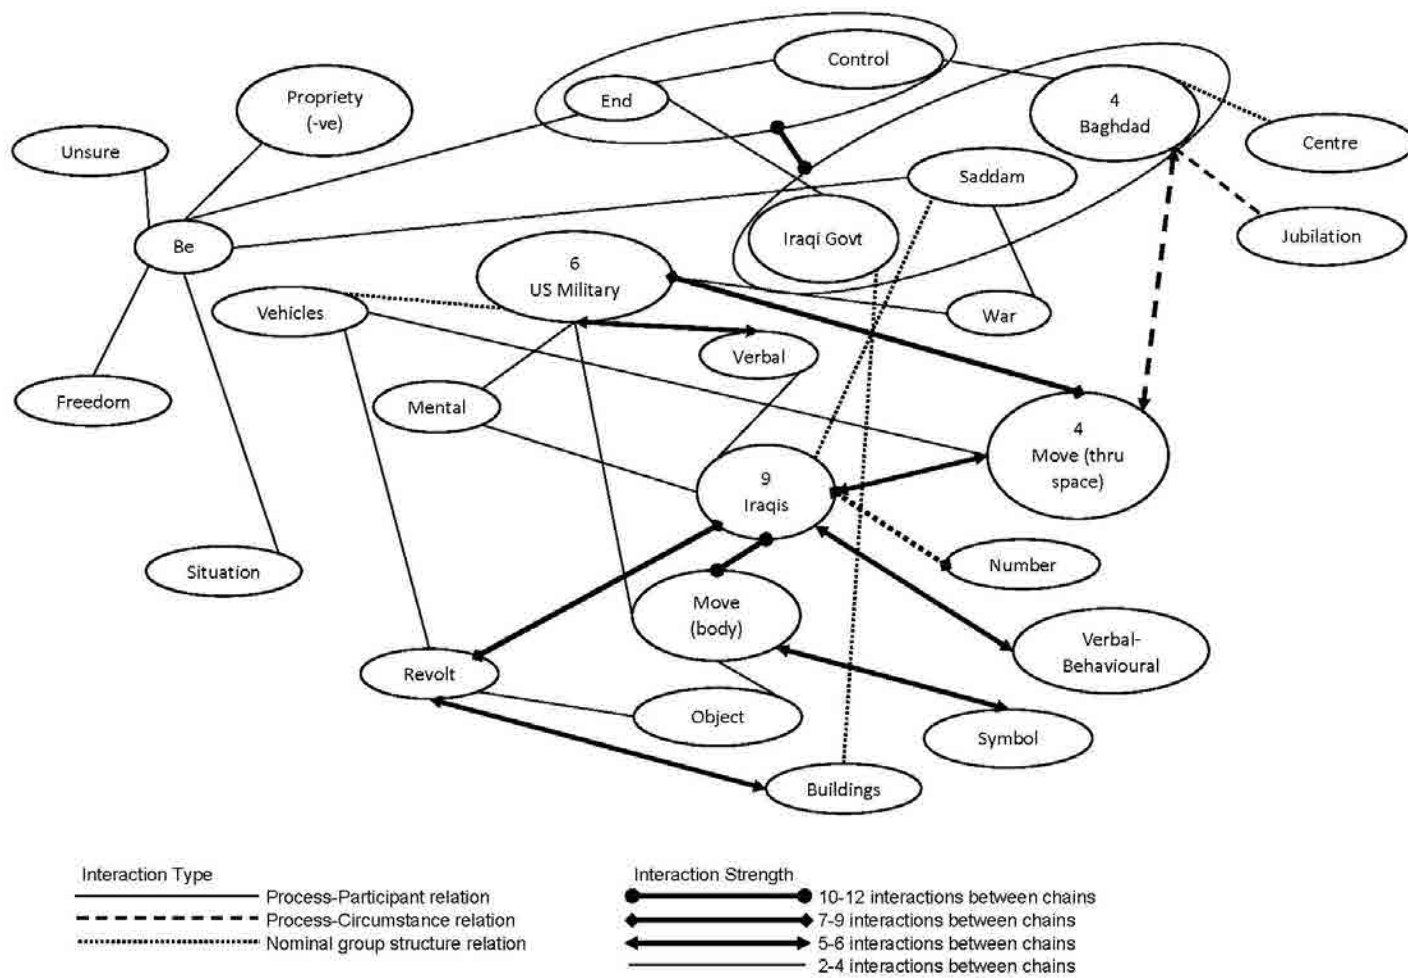 Control
End
4
Baghdad
Propriety
(-ve)
Unsure
Centre
Saddam
Be
Iraqi Govt
Jubilation
6
US Military
Vehicles
War
Verbal
Freedom
Mental
4
Move (thru
space)
9
Iraqis
Situation
Number
Move
(body)
Verbal-
Behavioural
Revolt
Object
Symbol
Buildings
Interaction Type
Process-Participant relation
Process-Circumstance relation
Nominal group structure relation
Interaction Strength
10-12 interactions between chains
7-9 interactions between chains
5-6 interactions between chains
2-4 interactions between chains